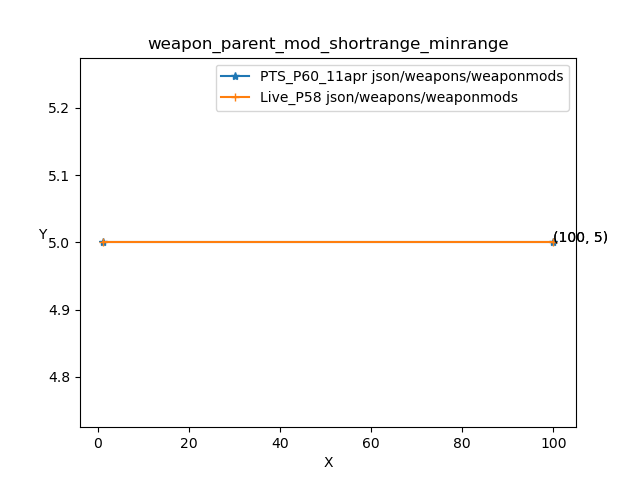 weapon_parent_mod_shortrange_minrange
PTS_P60_11apr json/weapons/weaponmods
Live_P58 json/weapons/weaponmods
5.2
5.1
Y
5.0
(100, 5)
4.9
4.8
0 20 40 60 80 100
X